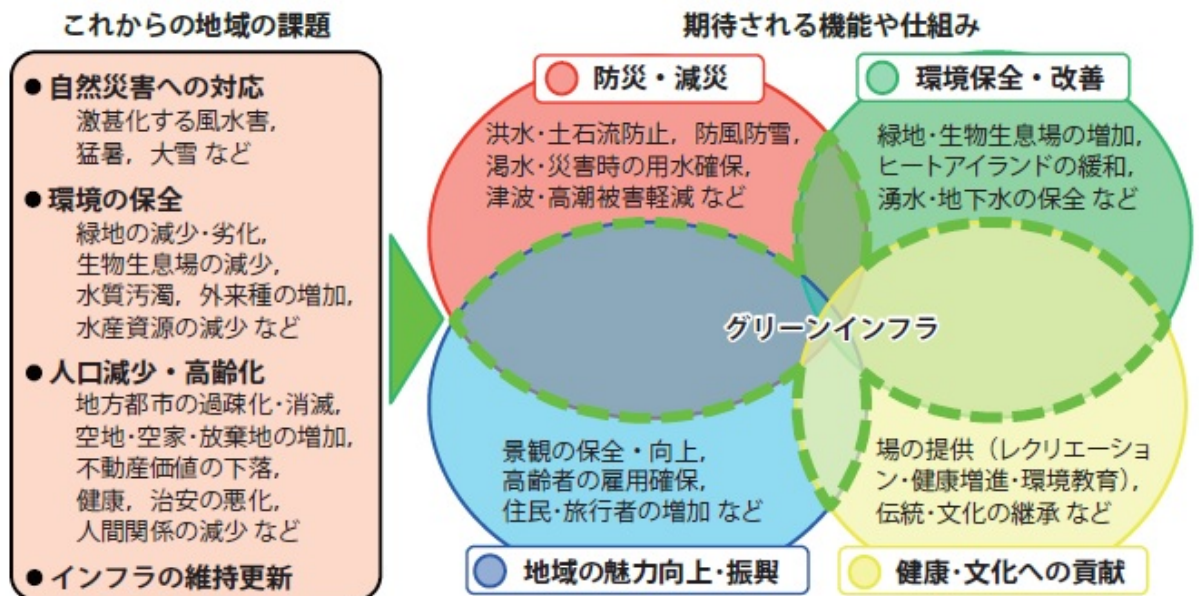 これからの地域の課題
● 自然災害への対応
激甚化する風水害,
猛暑, 大雪 など
● 環境の保全
緑地の減少・劣化,
生物生息場の減少,
水質汚濁, 外来種の増加,
水産資源の減少 など
● 人口減少・高齢化
地方都市の過疎化・消滅,
空地・空家・放棄地の増加,
不動産価値の下落,
健康, 治安の悪化,
人間関係の減少 など
● インフラの維持更新
期待される機能や仕組み
防災・減災
洪水・土石流防止, 防風防雪,
渇水・災害時の用水確保,
津波・高潮被害軽減 など
環境保全・改善
緑地・生物生息場の増加,
ヒートアイランドの緩和,
湧水・地下水の保全 など
グリーンインフラ
景観の保全・向上,
高齢者の雇用確保,
住民・旅行者の増加 など
地域の魅力向上・振興
場の提供（レクリエーショ
ン・健康増進・環境教育）,
伝統・文化の継承 など
健康・文化への貢献